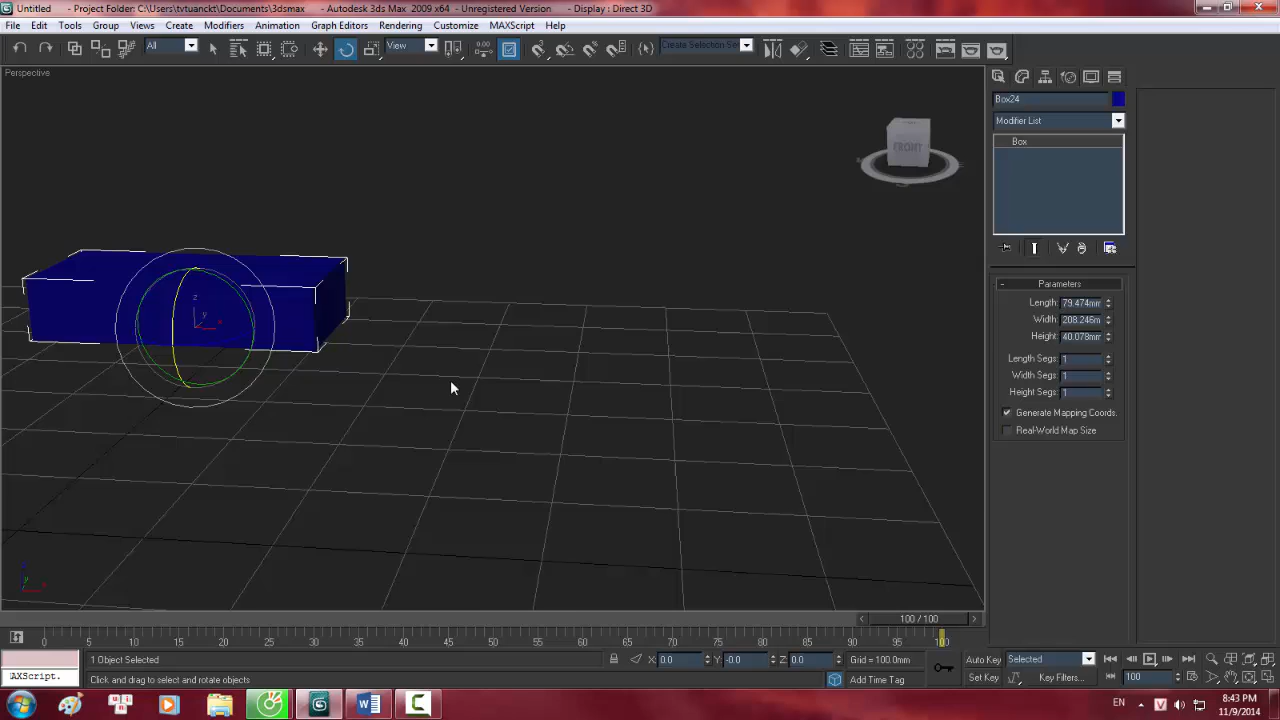 Untitled - Project Folder: C:\Users\tvtuanckt\Documents\3dsmax - Autodesk 3ds Max 2009 x64 - Unregistered Version - Display : Direct 3D
File Edit Tools Group Views Create Modifiers Animation Graph Editors Rendering Customize MAXScript Help
All View Create Selection Se
Perspective
FRONT
Box24
Modifier List
Box
Parameters
Length: 79.474mm
Width: 208.246m
Height: 40.078mm
Length Segs: 1
Width Segs: 1
Height Segs: 1
Generate Mapping Coords.
Real-World Map Size
z
y
x
100 / 100
0 5 10 15 20 25 30 35 40 45 50 55 60 65 70 75 80 85 90 95 100
1 Object Selected X: 0.0 Y: -0.0 Z: 0.0 Grid = 100.0mm Auto Key Selected
AXScript. Click and drag to select and rotate objects Add Time Tag Set Key Key Filters... 100
EN V 8:43 PM
11/9/2014